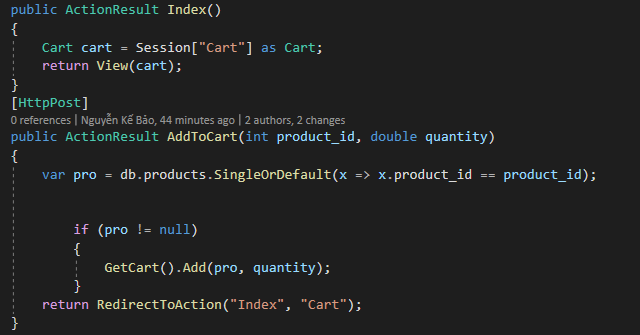 public ActionResult Index()
{
Cart cart = Session["Cart"] as Cart;
return View(cart);
}
[HttpPost]
0 references | Nguyễn Kế Bảo, 44 minutes ago | 2 authors, 2 changes
public ActionResult AddToCart(int product_id, double quantity)
{
var pro = db.products.SingleOrDefault(x => x.product_id == product_id);
if (pro != null)
{
GetCart().Add(pro, quantity);
}
return RedirectToAction("Index", "Cart");
}